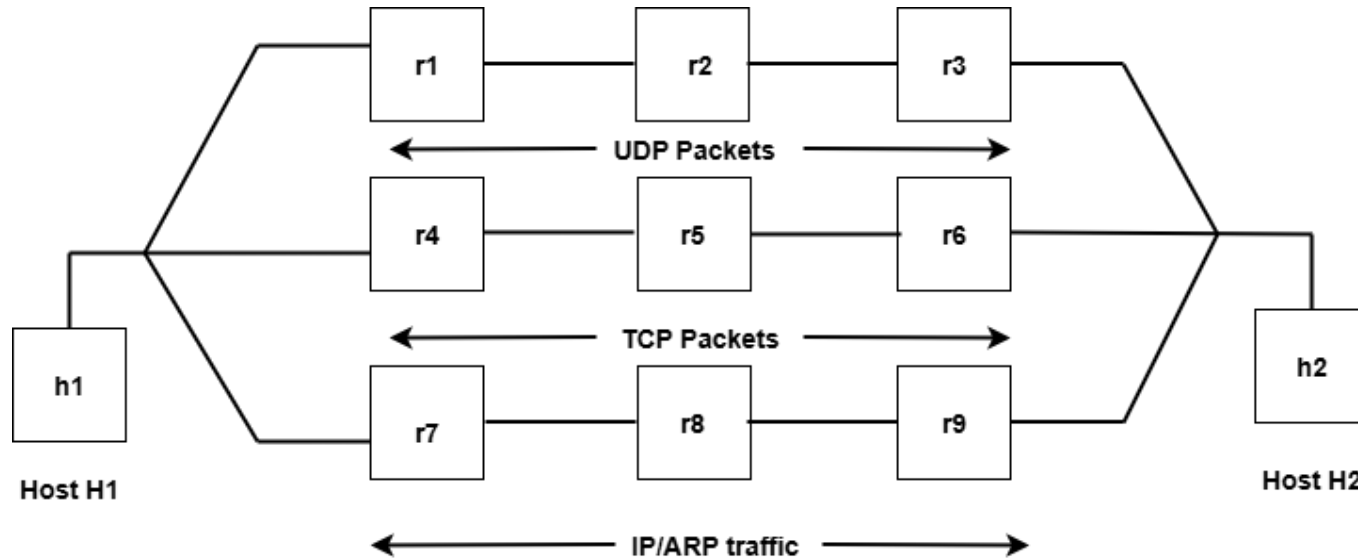 r1 r2 r3
UDP Packets
r4 r5 r6
TCP Packets
h1 h2
r7 r8 r9
Host H1 Host H2
IP/ARP traffic